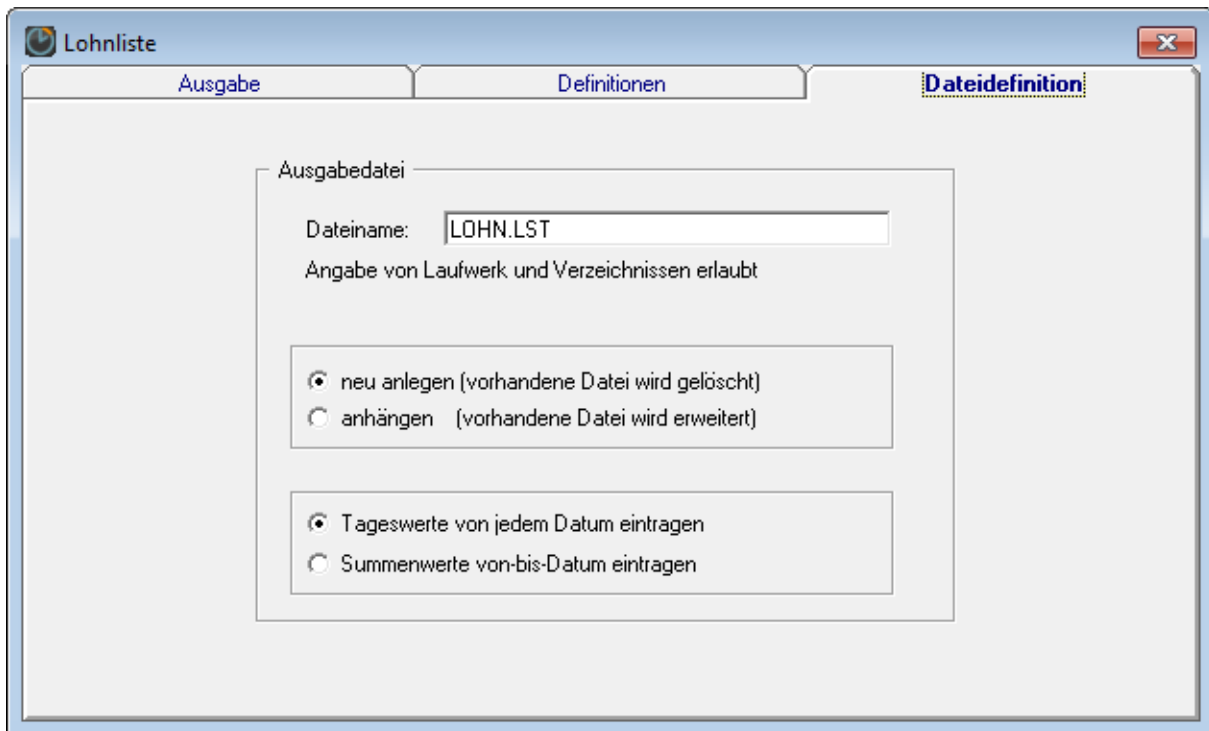 Lohnliste
Ausgabe Definitionen Dateidefinition
Ausgabedatei
Dateiname: LOHN.LST
Angabe von Laufwerk und Verzeichnissen erlaubt
neu anlegen (vorhandene Datei wird gelöscht)
anhängen (vorhandene Datei wird erweitert)
Tageswerte von jedem Datum eintragen
Summenwerte von-bis-Datum eintragen